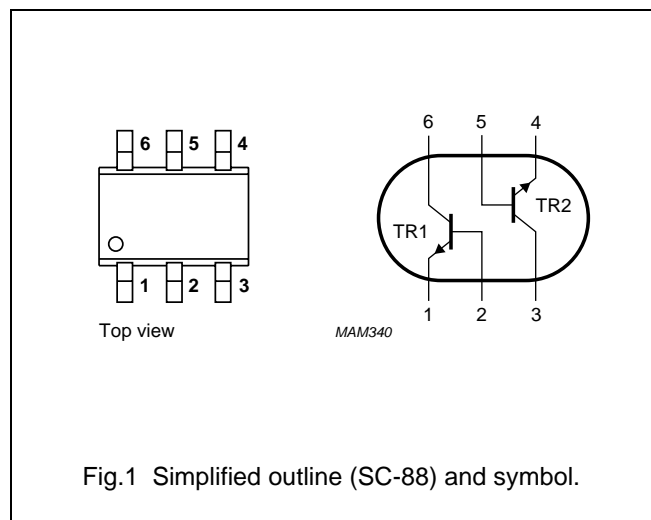 6 5 4
1 2 3
Top view
6 5 4
TR1
TR2
1 2 3
MAM340
Fig.1 Simplified outline (SC-88) and symbol.